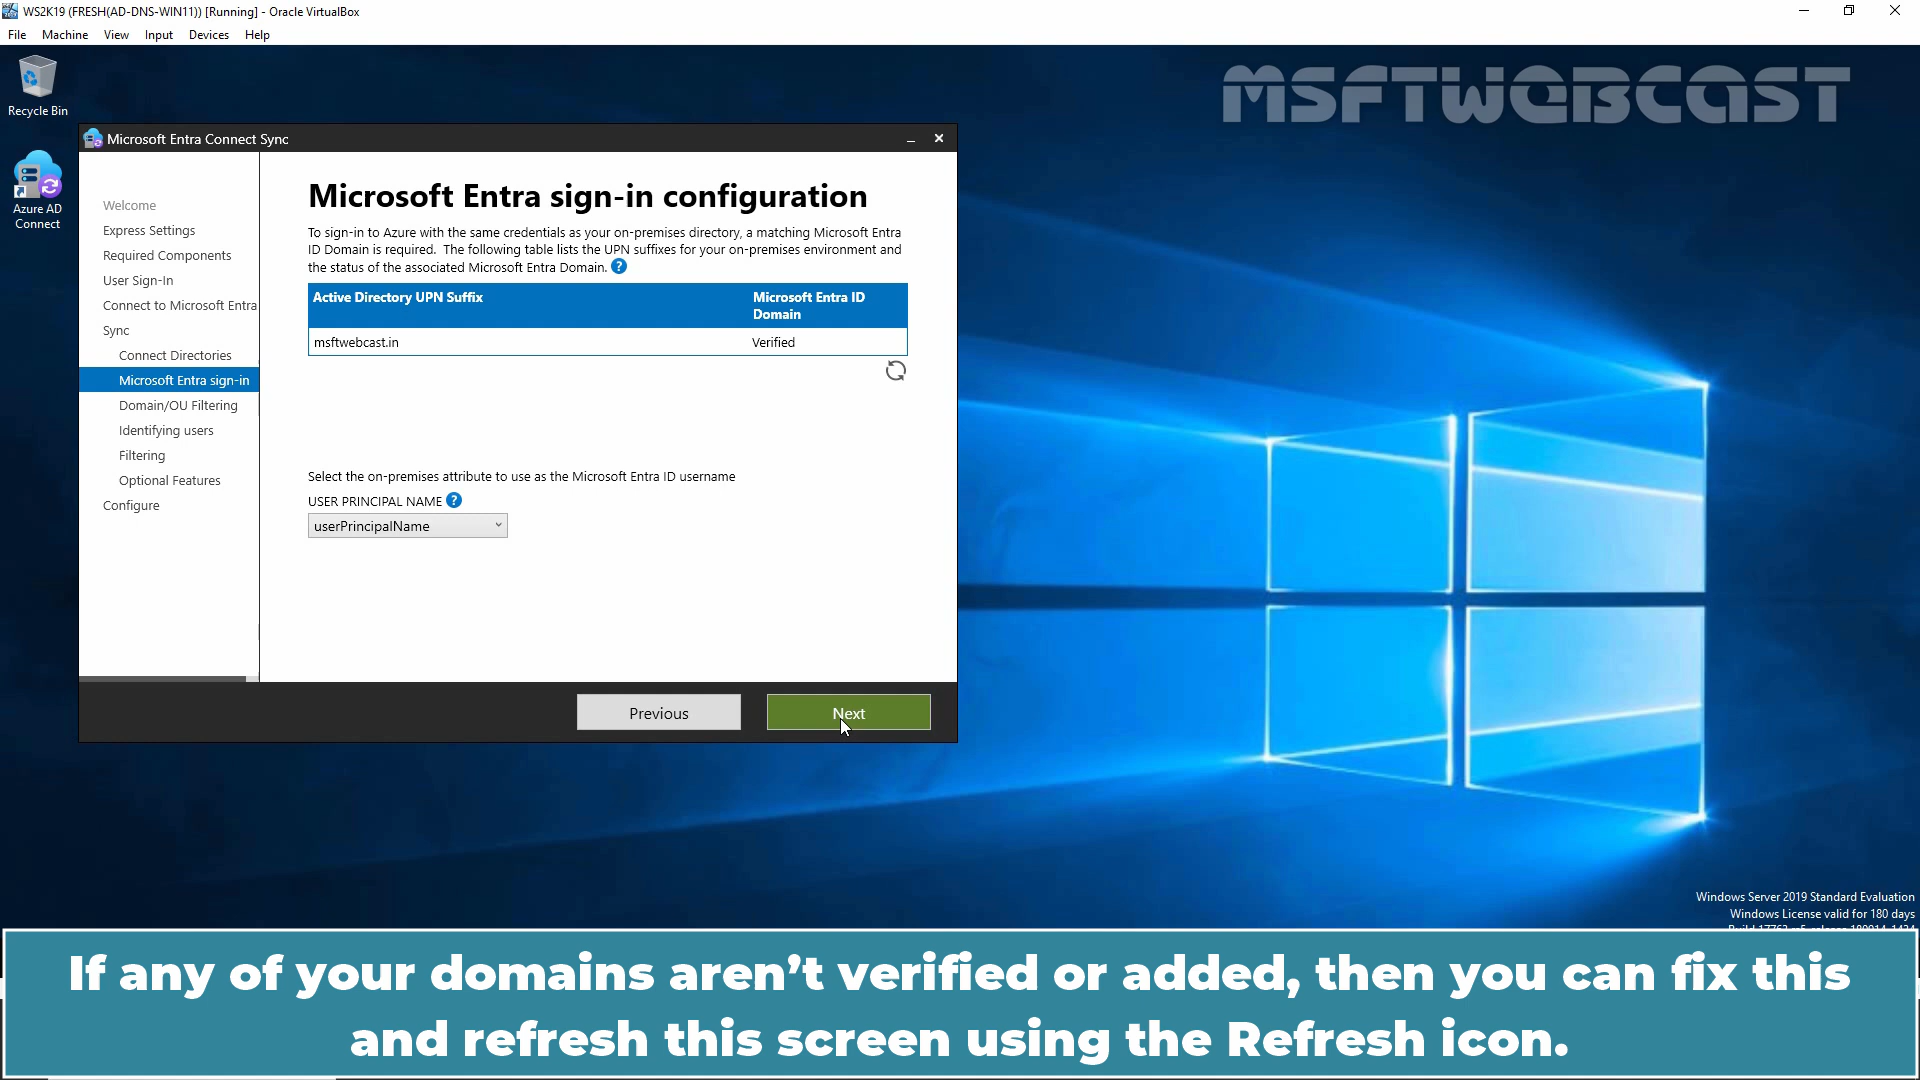 WS2K19 (FRESH(AD-DNS-WIN11)) [Running] - Oracle VirtualBox
File Machine View Input Devices Help
MSFTWEBCAST
Recycle Bin
Azure AD
Connect
Microsoft Entra Connect Sync
Welcome
Express Settings
Required Components
User Sign-In
Connect to Microsoft Entra
Sync
Connect Directories
Microsoft Entra sign-in
Domain/OU Filtering
Identifying users
Filtering
Optional Features
Configure
Microsoft Entra sign-in configuration
To sign-in to Azure with the same credentials as your on-premises directory, a matching Microsoft Entra
ID Domain is required. The following table lists the UPN suffixes for your on-premises environment and
the status of the associated Microsoft Entra Domain. ?
Active Directory UPN Suffix Microsoft Entra ID
Domain
msftwebcast.in Verified
Select the on-premises attribute to use as the Microsoft Entra ID username
USER PRINCIPAL NAME ?
userPrincipalName
Previous Next
Windows Server 2019 Standard Evaluation
Windows License valid for 180 days
If any of your domains aren’t verified or added, then you can fix this
and refresh this screen using the Refresh icon.